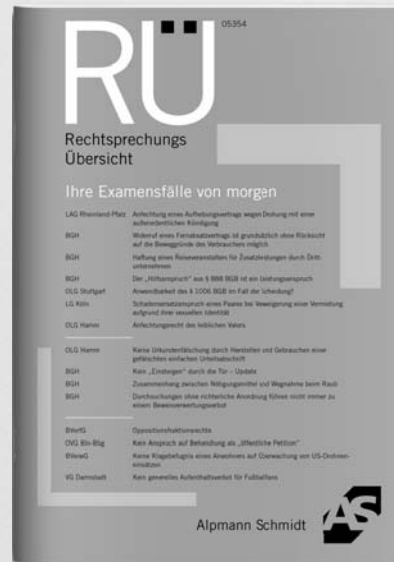 05354
RÜ
Rechtsprechungs
Übersicht
Ihre Examensfälle von morgen
LAG Rheinland-Pfalz Anfechtung eines Aufhebungsvertrags wegen Drohung mit einer
außerordentlichen Kündigung
BGH Widerruf eines Fernabsatzvertrags ist grundsätzlich ohne Rücksicht
auf die Beweggründe des Verbrauchers möglich
BGH Haftung eines Reiseveranstalters für Zusatzleistungen durch Dritt-
unternehmen
BGH Der „Hilfsanspruch“ aus § 888 BGB ist ein Leistungsanspruch
OLG Stuttgart Anwendbarkeit des § 1006 BGB im Fall der Scheidung?
LG Köln Schadensersatzanspruch eines Paares bei Verweigerung einer Vermietung
aufgrund ihrer sexuellen Identität
OLG Hamm Anfechtungsrecht des leiblichen Vaters
OLG Hamm Keine Urkundenfälschung durch Herstellen und Gebrauchen einer
gefälschten einfachen Urteilsabschrift
BGH Kein „Einsteigen“ durch die Tür – Update
BGH Zusammenhang zwischen Nötigungsmittel und Wegnahme beim Raub
BGH Durchsuchungen ohne richterliche Anordnung führen nicht immer zu
einem Beweisverwertungsverbot
BVerfG Oppositionsfraktionsrechte
OVG Bln-Bbg Kein Anspruch auf Behandlung als „öffentliche Petition“
BVerwG Keine Klagebefugnis eines Anwohners auf Überwachung von US-Drohnen-
einsätzen
VG Darmstadt Kein generelles Aufenthaltsverbot für Fußballfans
Alpmann Schmidt
AS